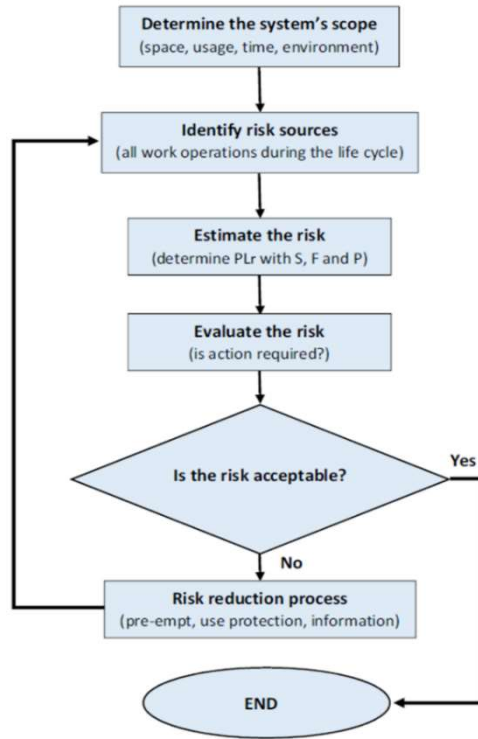 Determine the system's scope
(space, usage, time, environment)
Identify risk sources
(all work operations during the life cycle)
Estimate the risk
(determine PLr with S, F and P)
Evaluate the risk
(is action required?)
Is the risk acceptable?
Yes
No
Risk reduction process
(pre-empt, use protection, information)
END